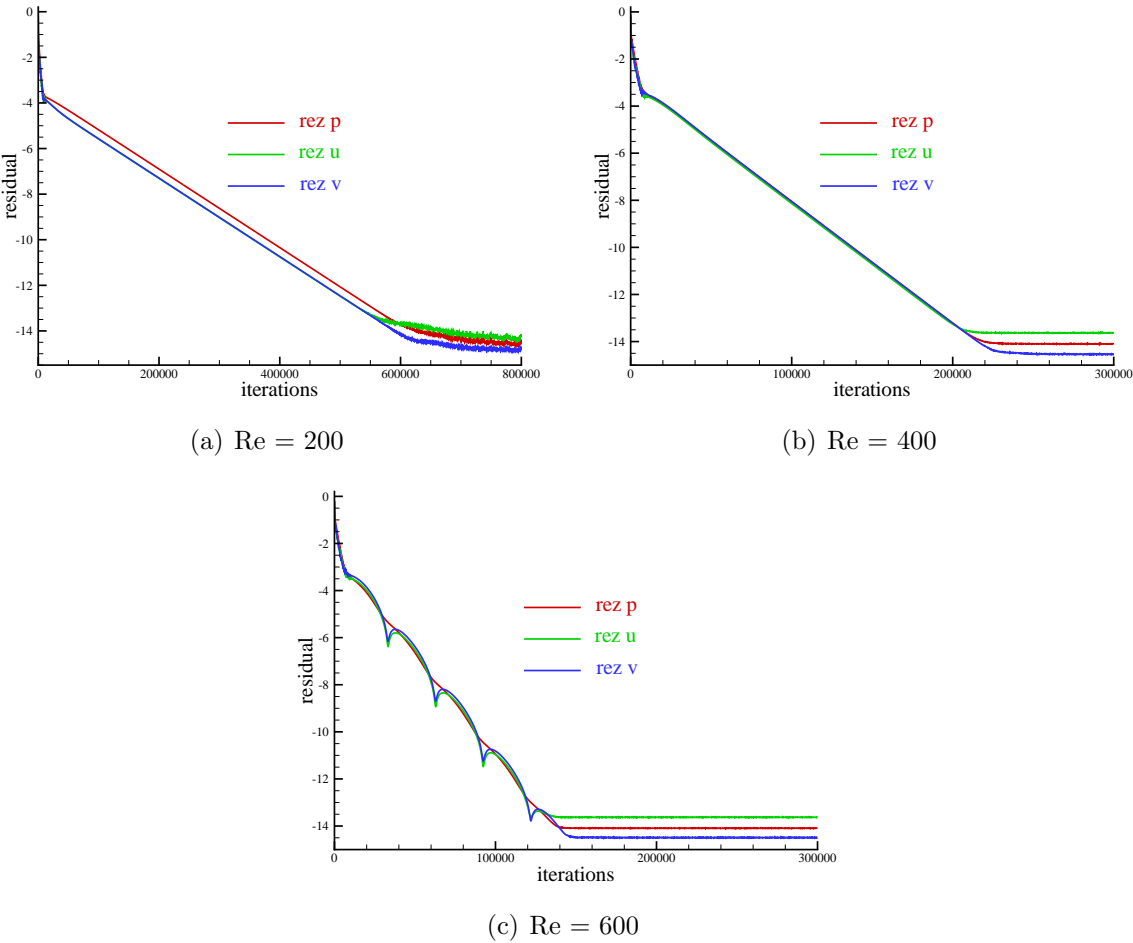 0
-2
-4
-6
-8
-10
-12
-14
residual
rez p
rez u
rez v
0
200000
400000
600000
800000
iterations
(a) Re = 200
0
-2
-4
-6
-8
-10
-12
-14
residual
rez p
rez u
rez v
0
100000
200000
300000
iterations
(b) Re = 400
0
-2
-4
-6
-8
-10
-12
-14
residual
rez p
rez u
rez v
0
100000
200000
300000
iterations
(c) Re = 600